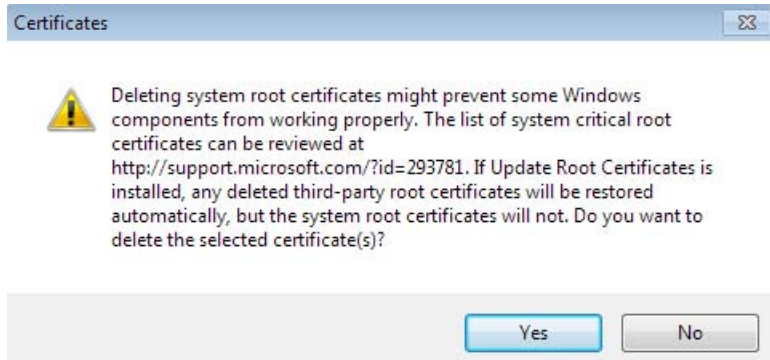 Certificates
Deleting system root certificates might prevent some Windows
components from working properly. The list of system critical root
certificates can be reviewed at
http://support.microsoft.com/?id=293781. If Update Root Certificates is
installed, any deleted third-party root certificates will be restored
automatically, but the system root certificates will not. Do you want to
delete the selected certificate(s)?
Yes
No